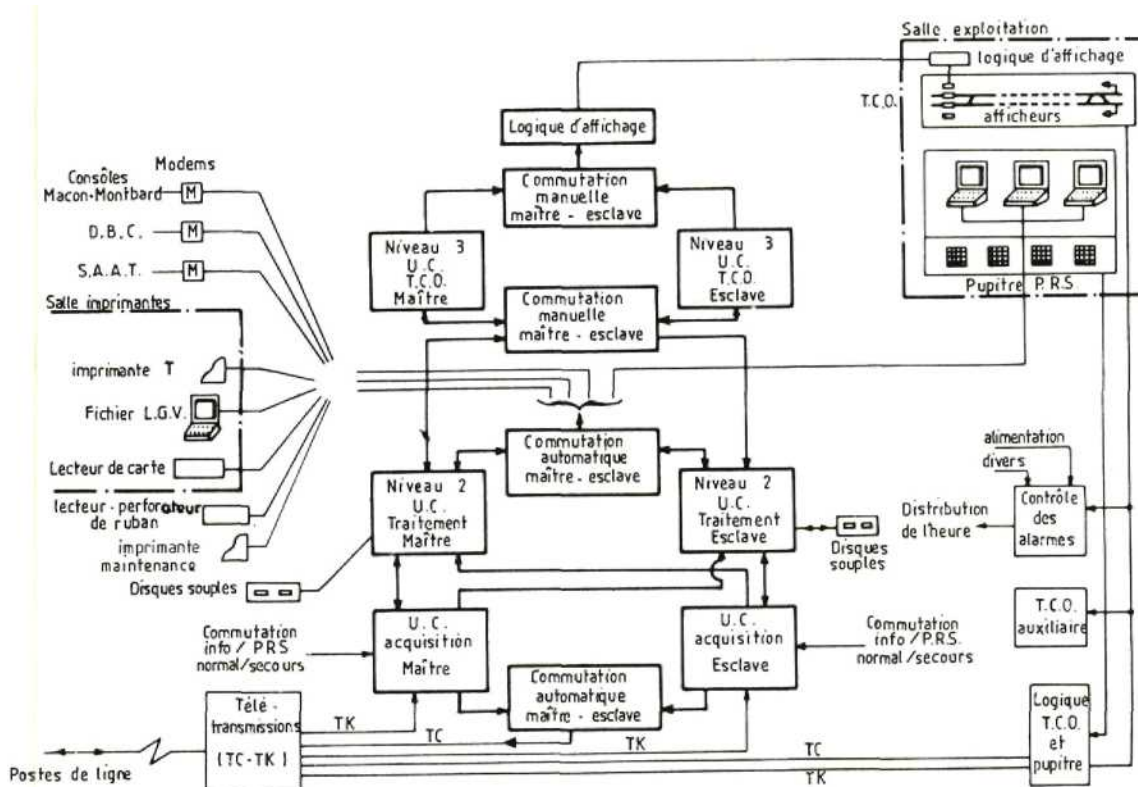 Salle exploitation
logique d'affichage
T.C.O.
afficheurs
Pupitre P.R.S.
Logique d'affichage
Modems
Consôles
Macon-Montbard
M
D.B.C.
M
S.A.A.T.
M
Commutation
manuelle
maître - esclave
Niveau 3
U.C.
T.C.O.
Maître
Niveau 3
U.C.
T.C.O.
Esclave
Commutation
manuelle
maître - esclave
Salle imprimantes
imprimante T
Fichier L.G.V.
Lecteur de carte
lecteur - perforateur
de ruban
imprimante
maintenance
Disques souples
Commutation
automatique
maître - esclave
Niveau 2
U.C.
Traitement
Maître
Niveau 2
U.C.
Traitement
Esclave
Disques
souples
alimentation
divers
Distribution
de l'heure
Contrôle
des
alarmes
T.C.O.
auxiliaire
Commutation
info / P.R.S
normal/secours
U.C.
acquisition
Maître
U.C.
acquisition
Esclave
Commutation
info / P.R.S.
normal/secours
Commutation
automatique
maître - esclave
Télé-
transmissions
(TC-TK)
TK
TC
TK
TC
TK
Logique
T.C.O.
et
pupitre
Postes de ligne